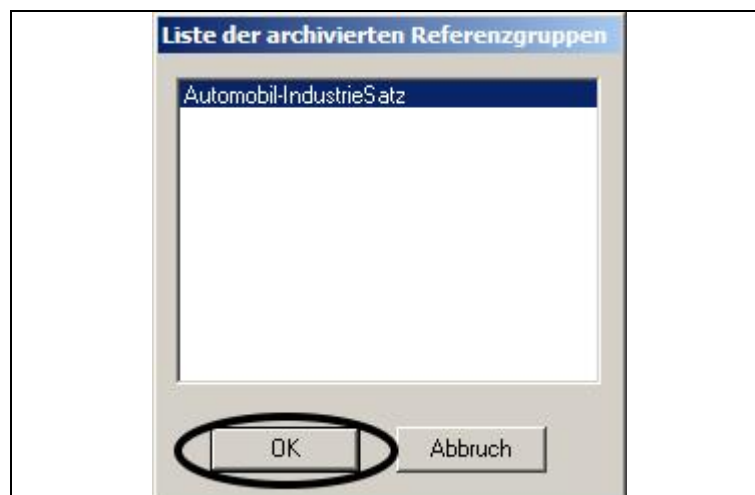 Liste der archivierten Referenzgruppen
Automobil-IndustrieSatz
OK Abbruch